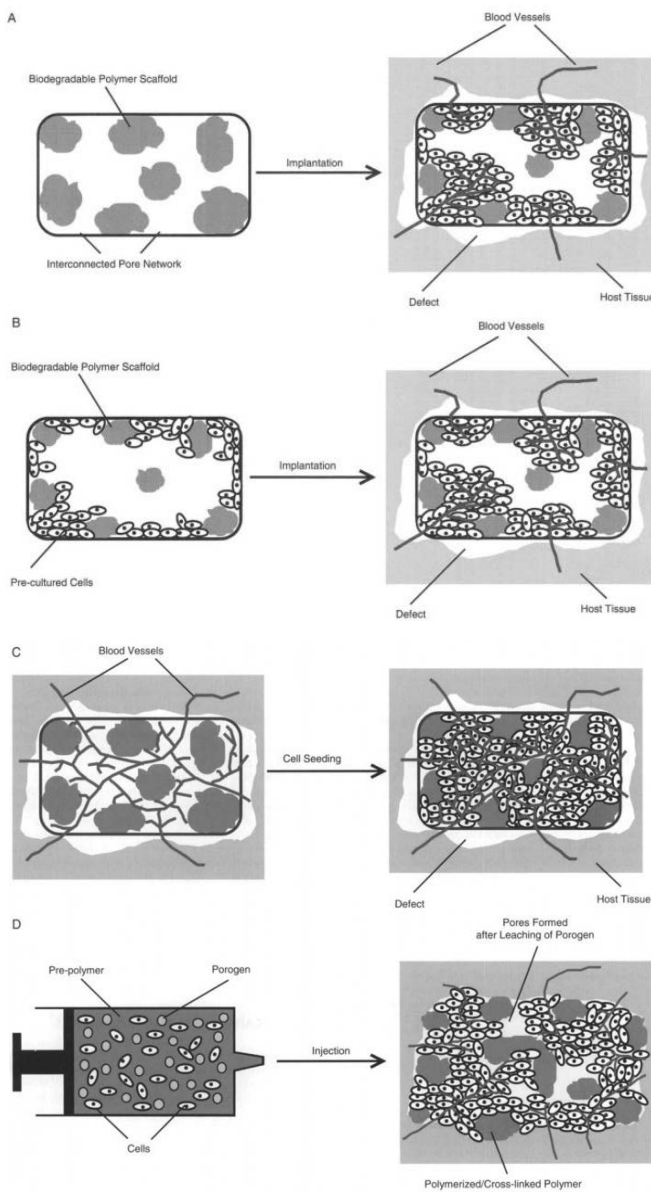 A
Blood Vessels
Biodegradable Polymer Scaffold
Implantation
Interconnected Pore Network
Defect
Host Tissue
B
Blood Vessels
Biodegradable Polymer Scaffold
Implantation
Pre-cultured Cells
Defect
Host Tissue
C
Blood Vessels
Cell Seeding
Defect
Host Tissue
D
Pores Formed
after Leaching of Porogen
Pre-polymer
Porogen
Injection
Cells
Polymerized/Cross-linked Polymer